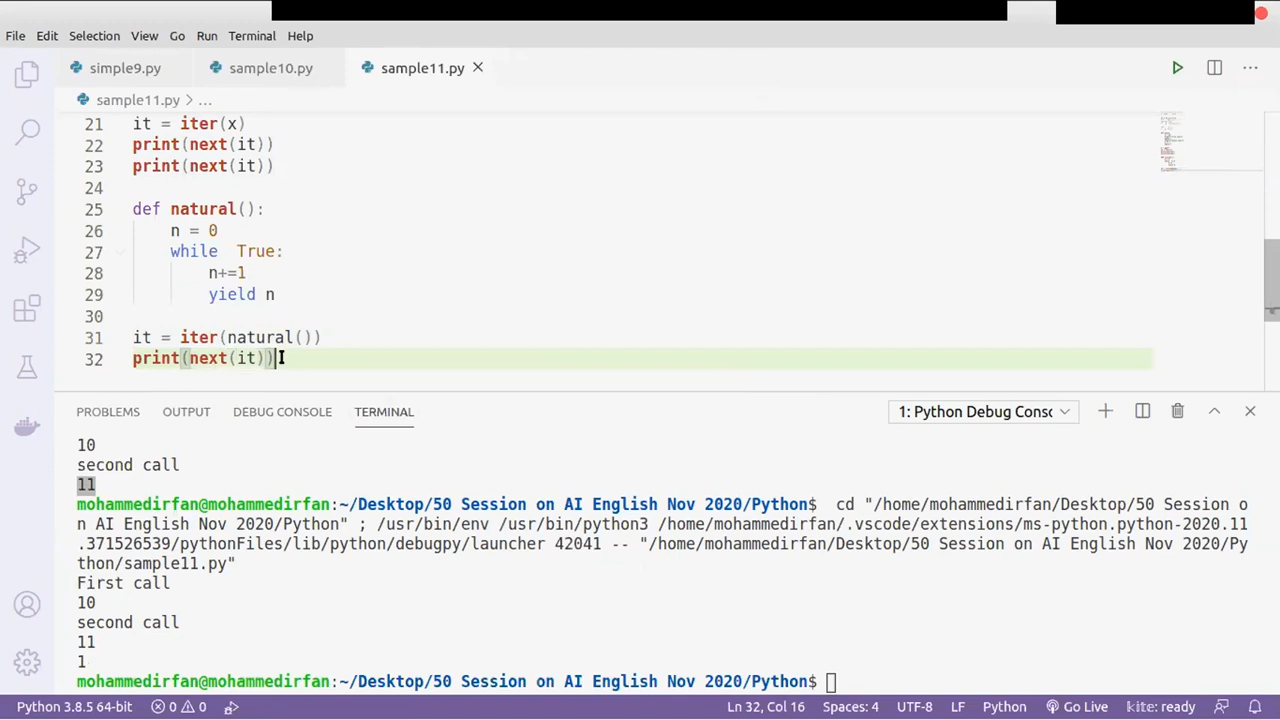 File Edit Selection View Go Run Terminal Help
simple9.py sample10.py sample11.py
sample11.py > ...
21 it = iter(x)
22 print(next(it))
23 print(next(it))
24
25 def natural():
26 n = 0
27 while  True:
28 n+=1
29 yield n
30
31 it = iter(natural())
32 print(next(it))
PROBLEMS OUTPUT DEBUG CONSOLE TERMINAL 1: Python Debug Consc
10
second call
11
mohammedirfan@mohammedirfan:~/Desktop/50 Session on AI English Nov 2020/Python$  cd "/home/mohammedirfan/Desktop/50 Session o
n AI English Nov 2020/Python" ; /usr/bin/env /usr/bin/python3 /home/mohammedirfan/.vscode/extensions/ms-python.python-2020.11
.371526539/pythonFiles/lib/python/debugpy/launcher 42041 -- "/home/mohammedirfan/Desktop/50 Session on AI English Nov 2020/Py
thon/sample11.py"
First call
10
second call
11
1
mohammedirfan@mohammedirfan:~/Desktop/50 Session on AI English Nov 2020/Python$
Python 3.8.5 64-bit 0 0 Ln 32, Col 16 Spaces: 4 UTF-8 LF Python Go Live kite: ready